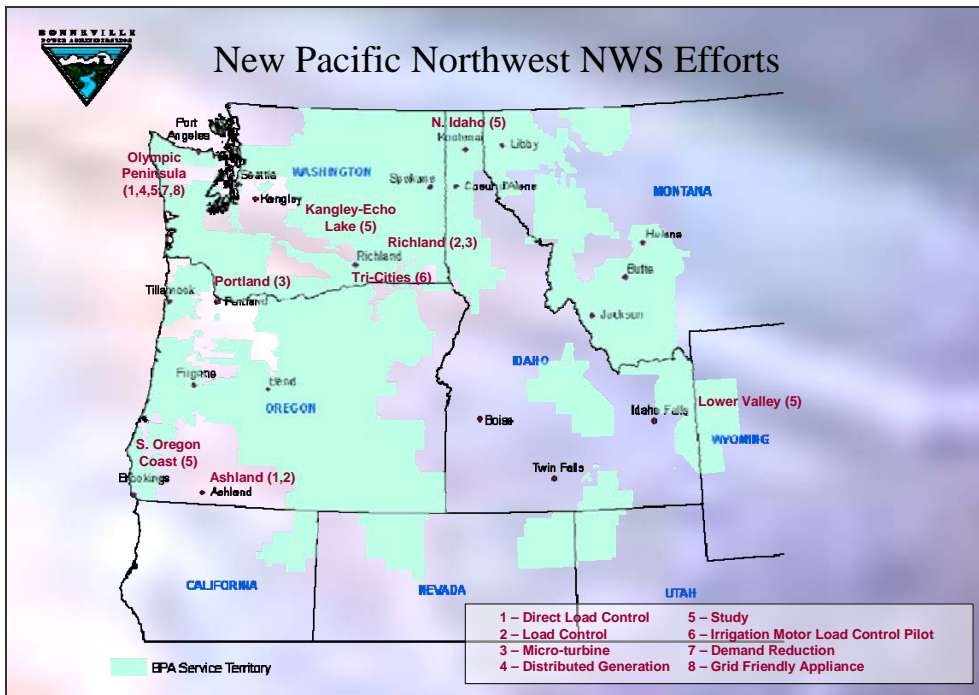 BONNEVILLE
POWER ADMINISTRATION
New Pacific Northwest NWS Efforts
Port
Angeles
N. Idaho (5)
Kootenai
Libby
Olympic
Peninsula
(1,4,5,7,8)
Seattle
WASHINGTON
Spokane
Coeur d'Alene
MONTANA
Kangley
Kangley-Echo
Lake (5)
Richland (2,3)
Helena
Richland
Tri-Cities (6)
Butte
Portland (3)
Tillamook
Portland
Jackson
IDAHO
Eugene
Bend
OREGON
Lower Valley (5)
Boise
Idaho Falls
WYOMING
S. Oregon
Coast (5)
Twin Falls
Brookings
Ashland (1,2)
Ashland
CALIFORNIA
NEVADA
UTAH
1 – Direct Load Control
2 – Load Control
3 – Micro-turbine
4 – Distributed Generation
5 – Study
6 – Irrigation Motor Load Control Pilot
7 – Demand Reduction
8 – Grid Friendly Appliance
BPA Service Territory